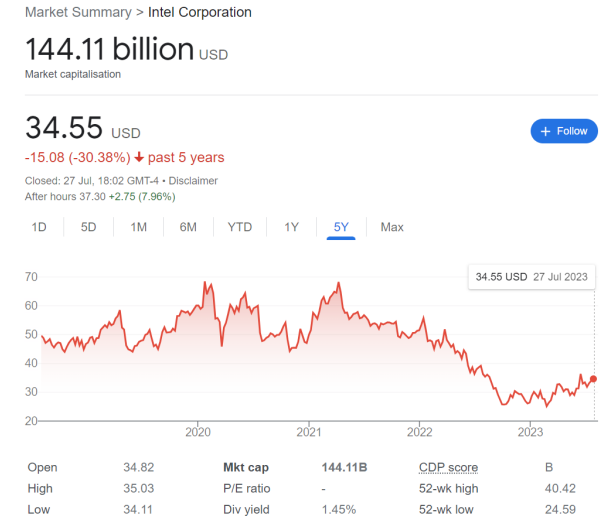 Market Summary > Intel Corporation
144.11 billion USD
Market capitalisation
34.55 USD
+ Follow
-15.08 (-30.38%) ↓ past 5 years
Closed: 27 Jul, 18:02 GMT-4 • Disclaimer
After hours 37.30 +2.75 (7.96%)
1D 5D 1M 6M YTD 1Y 5Y Max
34.55 USD 27 Jul 2023
70
60
50
40
30
20
2020 2021 2022 2023
Open 34.82 Mkt cap 144.11B CDP score B
High 35.03 P/E ratio - 52-wk high 40.42
Low 34.11 Div yield 1.45% 52-wk low 24.59